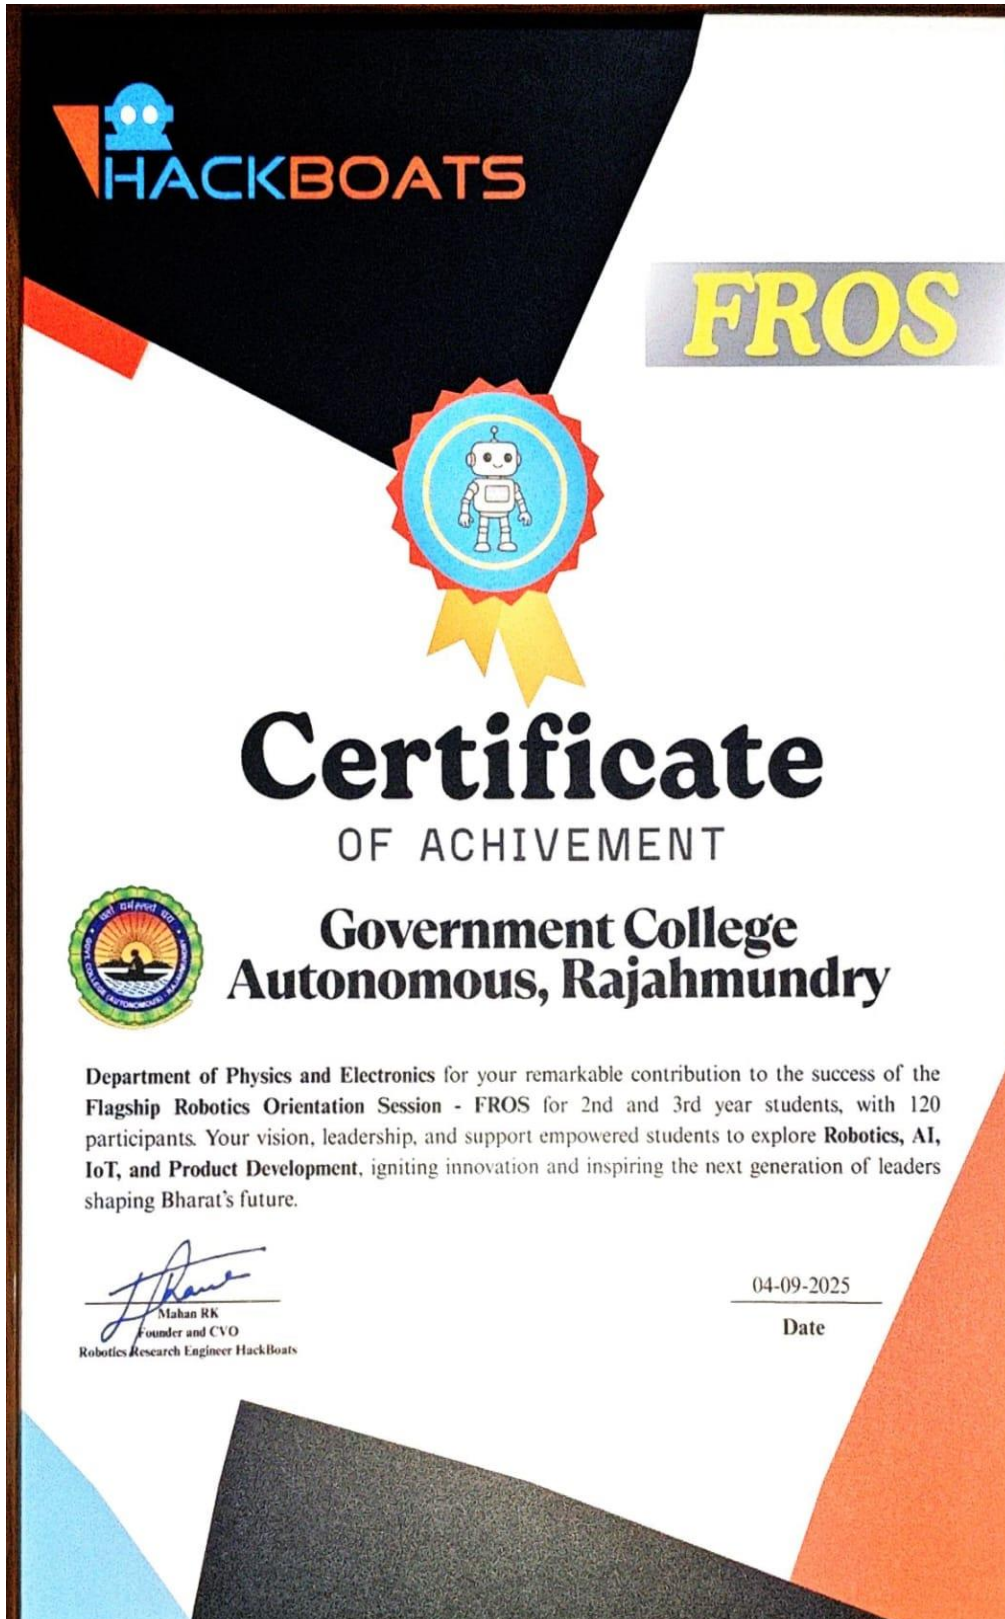 HACKBOATS
FROS
Certificate
OF ACHIVEMENT
Government College
Autonomous, Rajahmundry
GOVT. COLLEGE (AUTONOMOUS) - RAJAHMUNDRY
Department of Physics and Electronics for your remarkable contribution to the success of the
Flagship Robotics Orientation Session - FROS for 2nd and 3rd year students, with 120
participants. Your vision, leadership, and support empowered students to explore Robotics, AI,
IoT, and Product Development, igniting innovation and inspiring the next generation of leaders
shaping Bharat's future.
Mahan RK
Founder and CVO
Robotics Research Engineer HackBoats
04-09-2025
Date